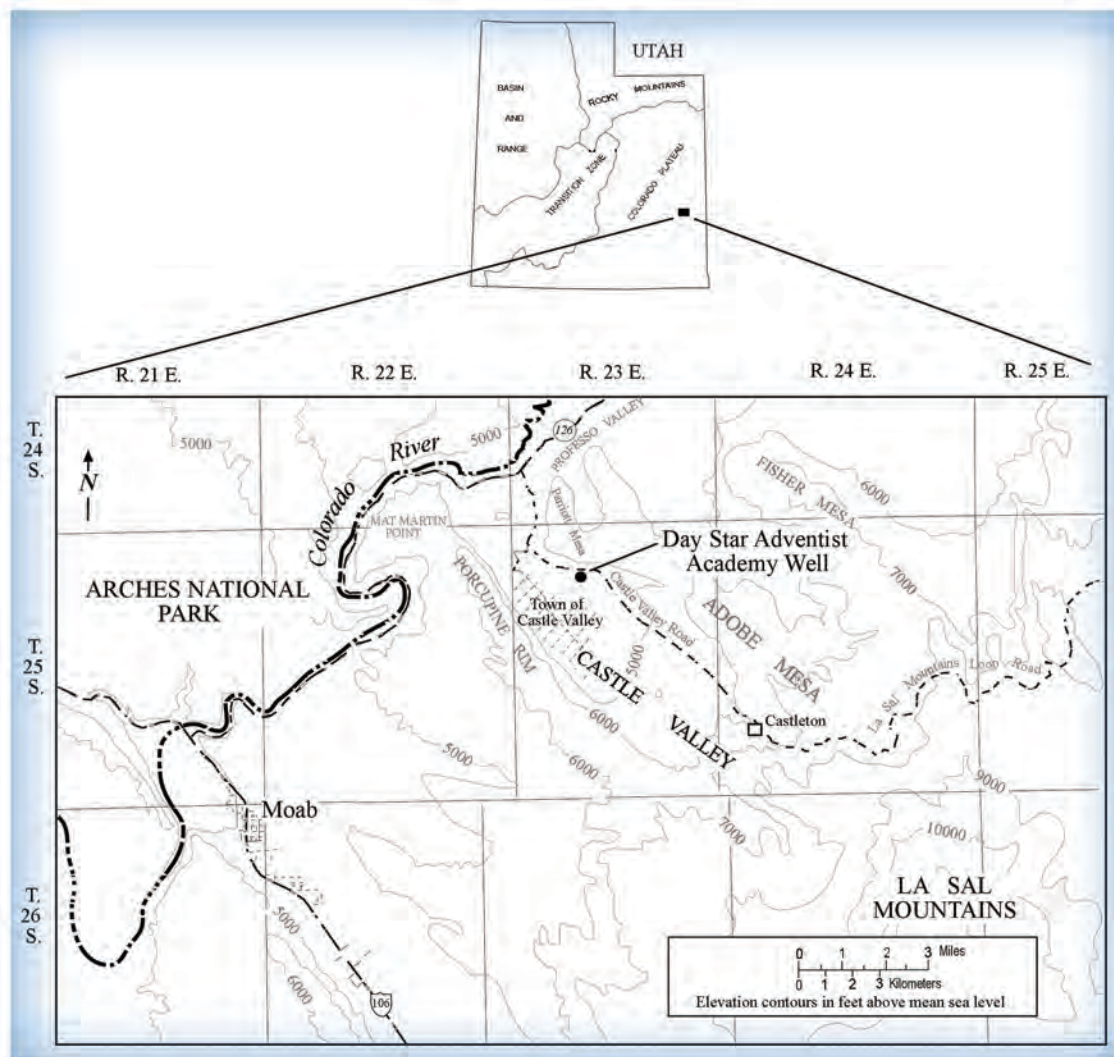 UTAH
BASIN
AND
RANGE
ROCKY MOUNTAINS
TRANSITION ZONE
COLORADO PLATEAU
R. 21 E.
R. 22 E.
R. 23 E.
R. 24 E.
R. 25 E.
T.
24
S.
T.
25
S.
T.
26
S.
N
5000
Colorado
River
5000
126
PROFESSO VALLEY
Parriott Mesa
FISHER MESA
6000
7000
MAT MARTIN
POINT
ARCHES NATIONAL
PARK
PORCUPINE
RIM
Day Star Adventist
Academy Well
Town of
Castle Valley
Castle Valley Road
5000
ADOBE
MESA
CASTLE
VALLEY
La Sal Mountains Loop Road
Castleton
6000
5000
6000
9000
Moab
7000
10000
LA SAL
MOUNTAINS
5000
6000
106
0 1 2 3 Miles
0 1 2 3 Kilometers
Elevation contours in feet above mean sea level